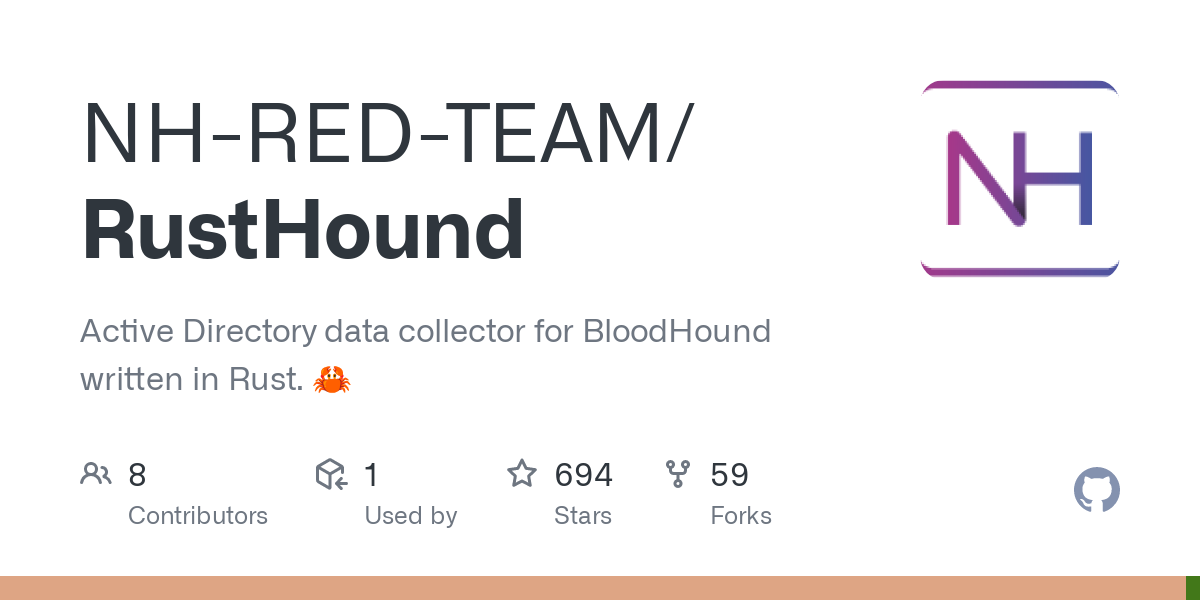 NH-RED-TEAM/
RustHound
NH
Active Directory data collector for BloodHound
written in Rust. 🦀
8
Contributors
1
Used by
694
Stars
59
Forks